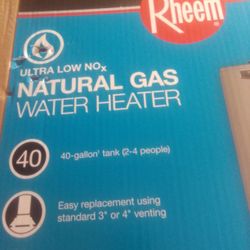 Rheem
ULTRA LOW NOx
NATURAL GAS
WATER HEATER
40
40-gallon¹ tank (2-4 people)
Easy replacement using
standard 3" or 4" venting